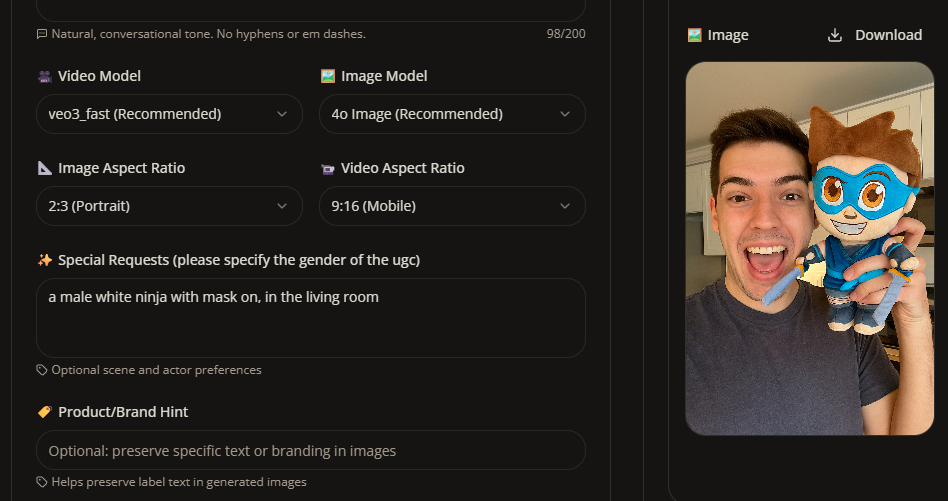 Natural, conversational tone. No hyphens or em dashes.
98/200
Video Model
Image Model
veo3_fast (Recommended)
4o Image (Recommended)
Image Aspect Ratio
Video Aspect Ratio
2:3 (Portrait)
9:16 (Mobile)
Special Requests (please specify the gender of the ugc)
a male white ninja with mask on, in the living room
Optional scene and actor preferences
Product/Brand Hint
Optional: preserve specific text or branding in images
Helps preserve label text in generated images
Image
Download